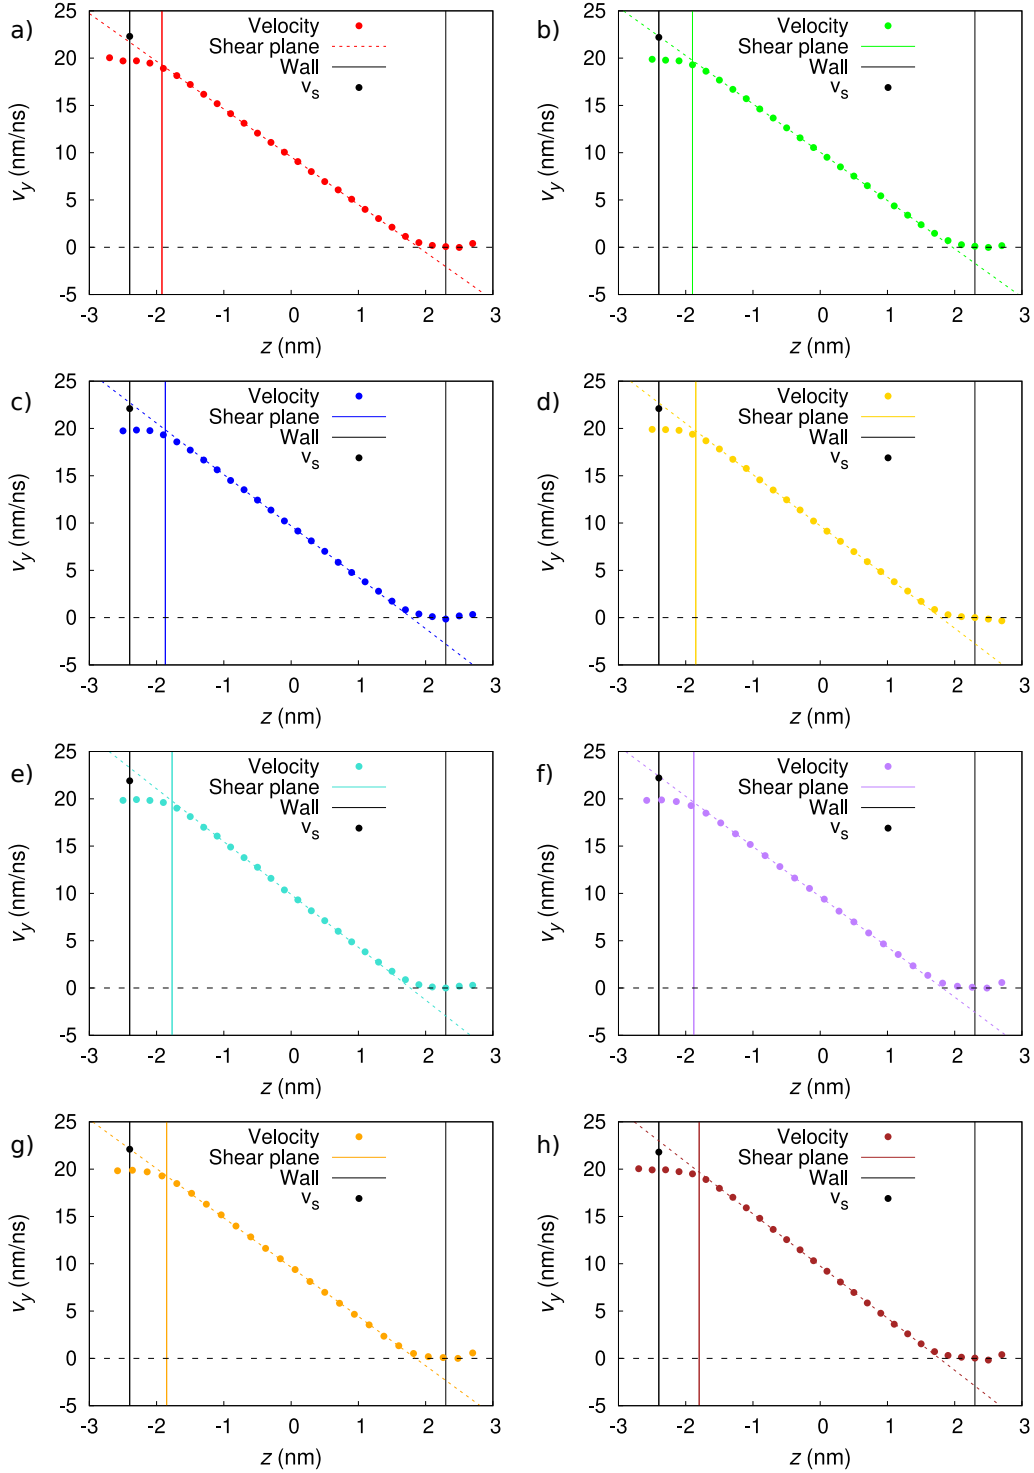 a)
25
20
15
10
5
0
-5
v_y (nm/ns)
Velocity
Shear plane
Wall
v_s
-3 -2 -1 0 1 2 3
z (nm)
b)
25
20
15
10
5
0
-5
v_y (nm/ns)
Velocity
Shear plane
Wall
v_s
-3 -2 -1 0 1 2 3
z (nm)
c)
25
20
15
10
5
0
-5
v_y (nm/ns)
Velocity
Shear plane
Wall
v_s
-3 -2 -1 0 1 2 3
z (nm)
d)
25
20
15
10
5
0
-5
v_y (nm/ns)
Velocity
Shear plane
Wall
v_s
-3 -2 -1 0 1 2 3
z (nm)
e)
25
20
15
10
5
0
-5
v_y (nm/ns)
Velocity
Shear plane
Wall
v_s
-3 -2 -1 0 1 2 3
z (nm)
f)
25
20
15
10
5
0
-5
v_y (nm/ns)
Velocity
Shear plane
Wall
v_s
-3 -2 -1 0 1 2 3
z (nm)
g)
25
20
15
10
5
0
-5
v_y (nm/ns)
Velocity
Shear plane
Wall
v_s
-3 -2 -1 0 1 2 3
z (nm)
h)
25
20
15
10
5
0
-5
v_y (nm/ns)
Velocity
Shear plane
Wall
v_s
-3 -2 -1 0 1 2 3
z (nm)